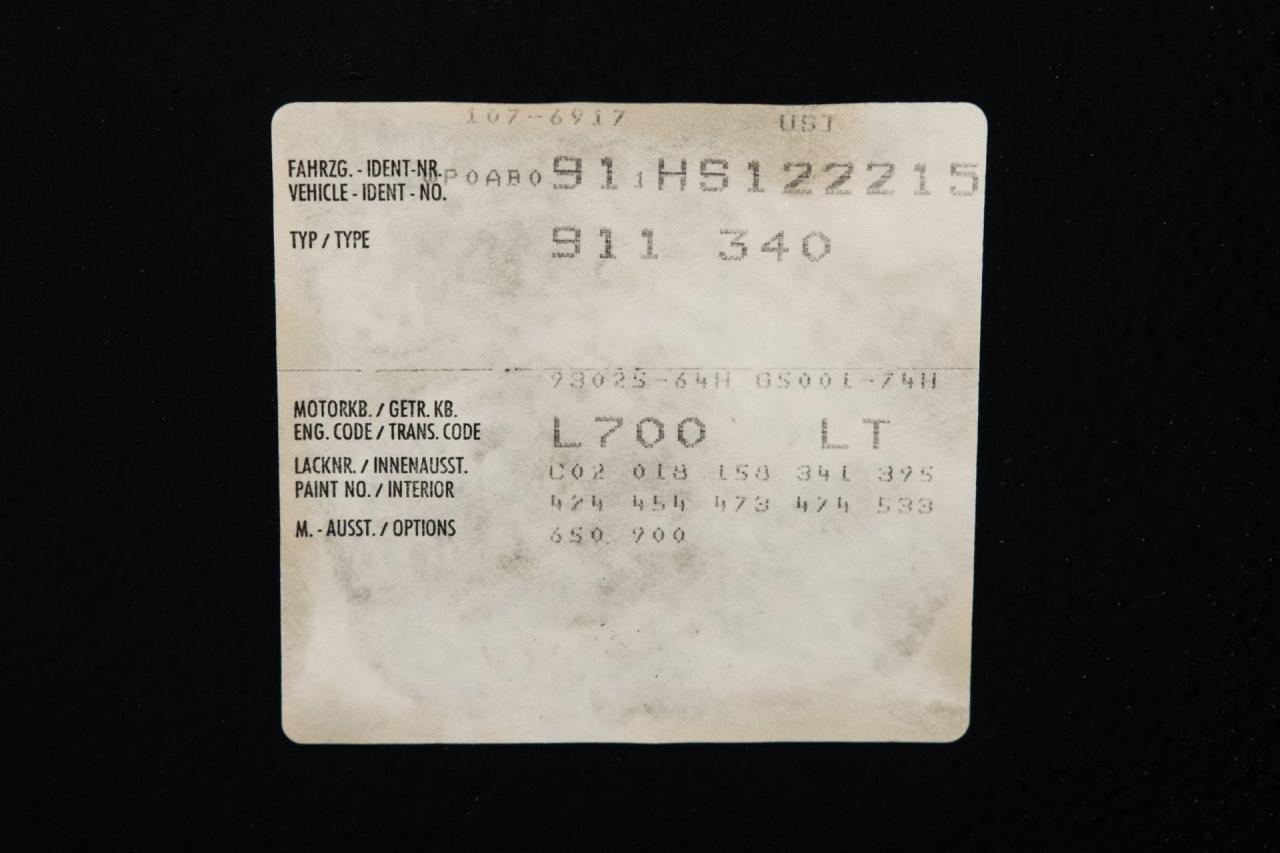 107-6917 UST
FAHRZG. - IDENT-NR. WP0AB0 91 1 HS122215
VEHICLE - IDENT - NO.
TYP / TYPE 911 340
93025-64H GS001-74H
MOTORKB. / GETR. KB.
ENG. CODE / TRANS. CODE L700 LT
LACKNR. / INNENAUSST. C02 018 158 341 395
PAINT NO. / INTERIOR
424 454 473 474 533
M. - AUSST. / OPTIONS 650 900